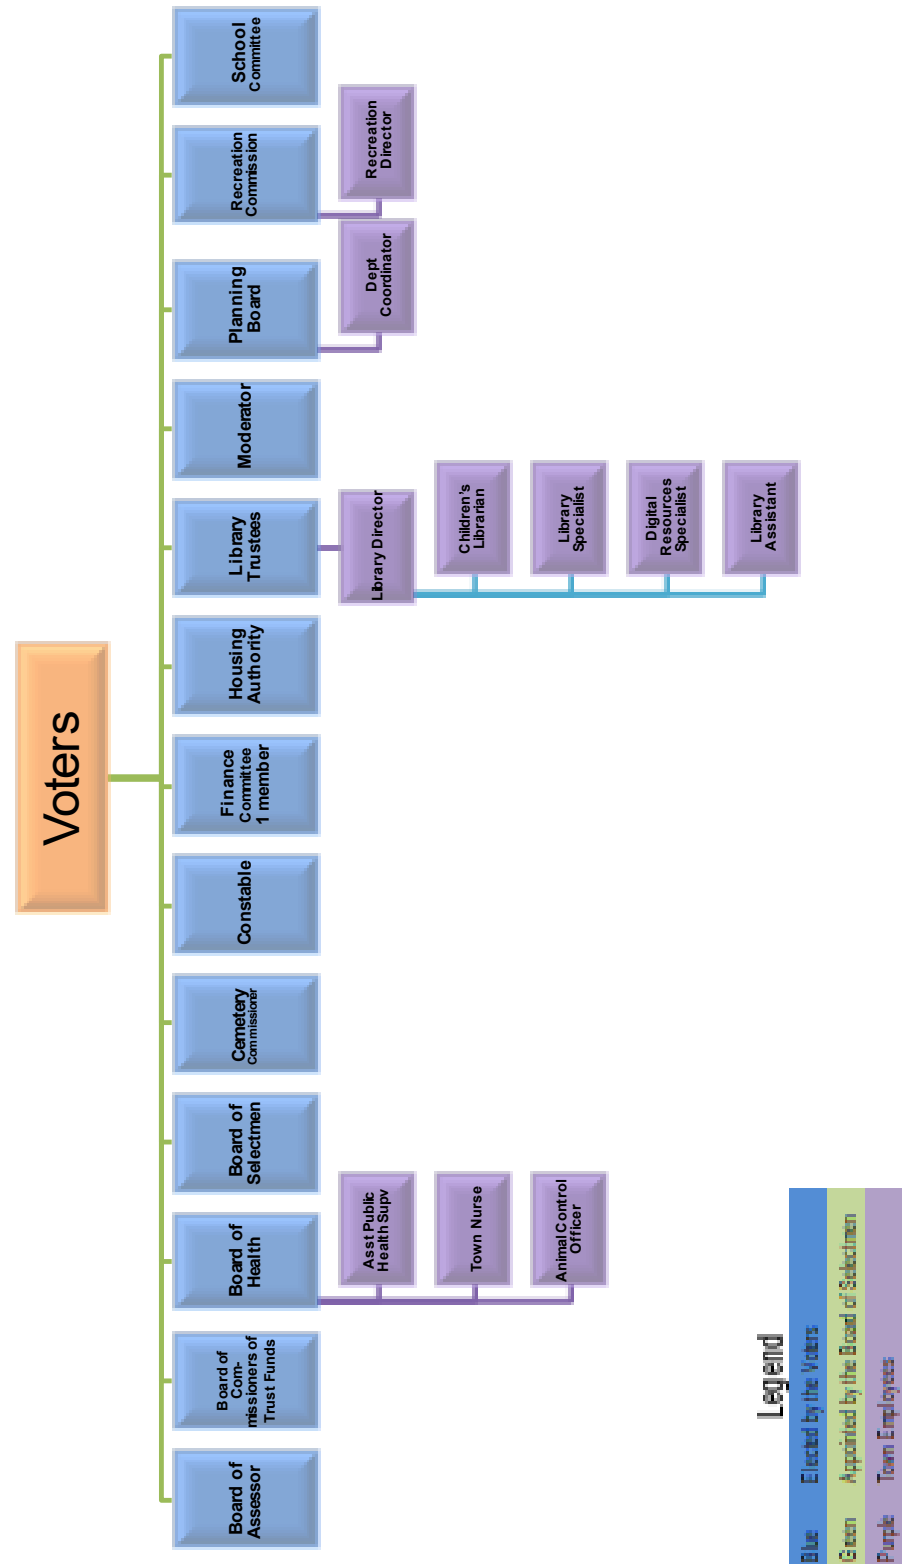 Voters
Board of
Assessor
Board of
Com-
missioners of
Trust Funds
Board of
Health
Board of
Selectmen
Cemetery
Commissioner
Constable
Finance
Committee
1 member
Housing
Authority
Library
Trustees
Moderator
Planning
Board
Recreation
Commission
School
Committee
Asst Public
Health Supv
Town Nurse
Animal Control
Officer
Library Director
Children's
Librarian
Library
Specialist
Digital
Resources
Specialist
Library
Assistant
Dept
Coordinator
Recreation
Director
Legend
Blue Elected by the Voters
Green Appointed by the Board of Selectmen
Purple Town Employees